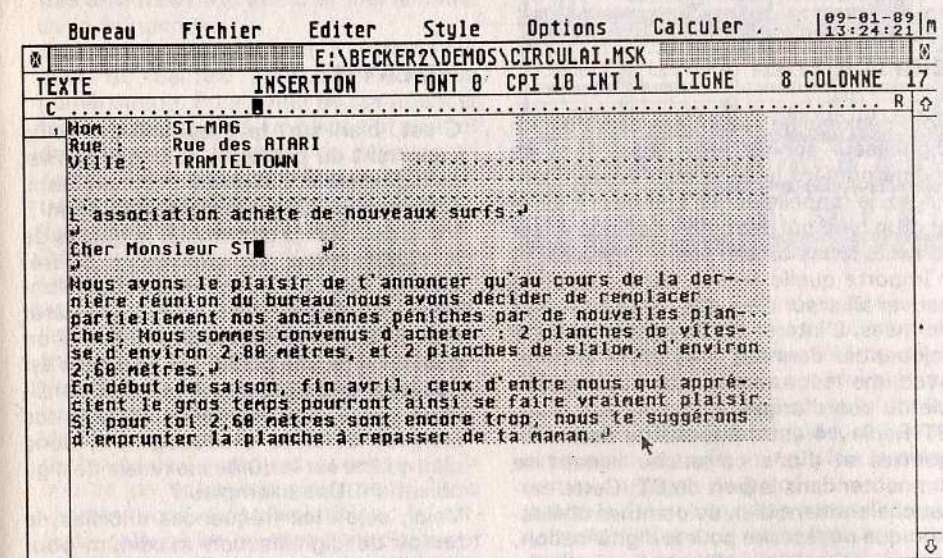 Bureau Fichier Editer Style Options Calculer 09-01-89 13:24:21
E:\BECKER2\DEMOS\CIRCULAI.MSK
TEXTE INSERTION FONT 0 CPI 10 INT 1 LIGNE 8 COLONNE 17
C R
Nom : ST-MAG
Rue : Rue des ATARI
Ville : TRAMIELTOWN
L'association achète de nouveaux surfs.
Cher Monsieur ST
Nous avons le plaisir de t'annoncer qu'au cours de la der-
nière réunion du bureau nous avons décider de remplacer
partiellement nos anciennes péniches par de nouvelles plan-
ches. Nous sommes convenus d'acheter : 2 planches de vites-
se d'environ 2,80 mètres, et 2 planches de slalom, d'environ
2,60 mètres.
En début de saison, fin avril, ceux d'entre nous qui appré-
cient le gros temps pourront ainsi se faire vraiment plaisir.
Si pour toi 2,60 mètres sont encore trop, nous te suggérons
d'emprunter la planche à repasser de ta maman.